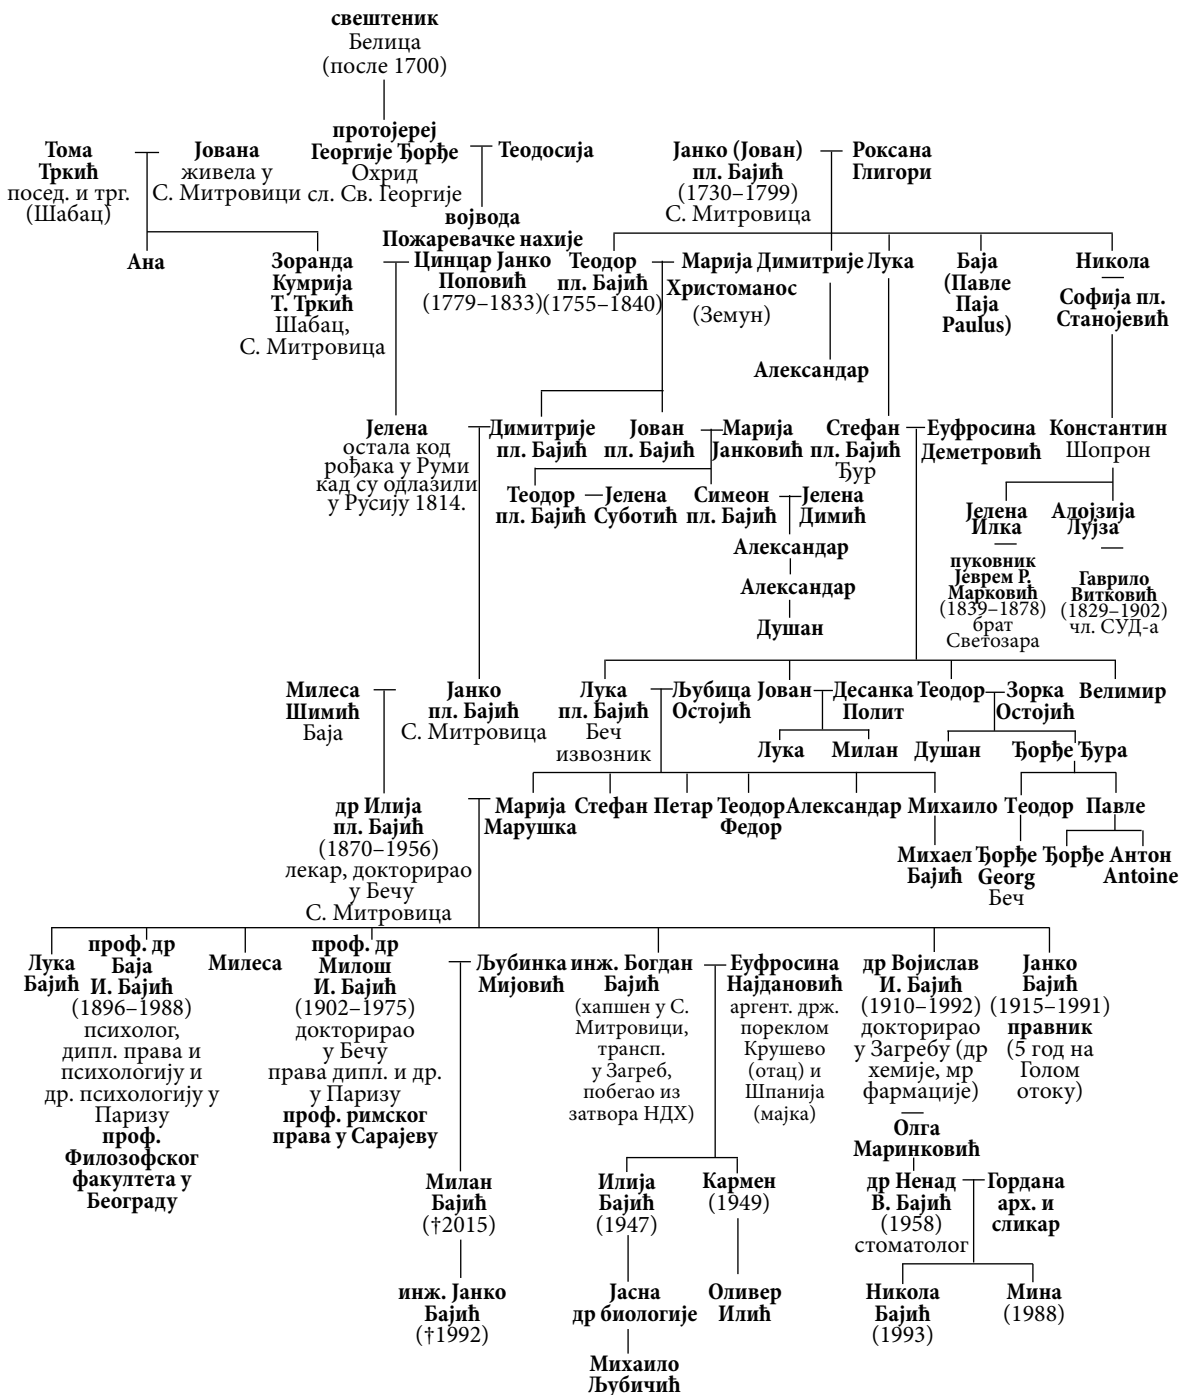 свештеник
Белица
(после 1700)
протојереј
Георгије Ђорђе
Охрид
сл. Св. Георгије
Теодосија
Тома
Тркић
посед. и трг.
(Шабац)
Јована
живела у
С. Митровици
Јанко (Јован)
пл. Бајић
(1730–1799)
С. Митровица
Роксана
Глигори
Ана
Зоранда
Кумрија
Т. Тркић
Шабац,
С. Митровица
војвода
Пожаревачке нахије
Цинцар Јанко
Поповић
(1779–1833)
Теодор
пл. Бајић
(1755–1840)
Марија
Христоманос
(Земун)
Димитрије
Лука
Баја
(Павле
Паја
Paulus)
Никола
Софија пл.
Станојевић
Александар
Јелена
остала код
рођака у Руми
кад су одлазили
у Русију 1814.
Димитрије
пл. Бајић
Јован
пл. Бајић
Марија
Јанковић
Стефан
пл. Бајић
Ђур
Еуфросина
Деметровић
Константин
Шопрон
Теодор
пл. Бајић
Јелена
Суботић
Симеон
пл. Бајић
Јелена
Димић
Александар
Александар
Душан
Јелена
Илка
пуковник
Јеврем Р.
Марковић
(1839–1878)
брат
Светозара
Алојзија
Лујза
Гаврило
Витковић
(1829–1902)
чл. СУД-а
Милеса
Шимић
Баја
Јанко
пл. Бајић
С. Митровица
Лука
пл. Бајић
Беч
извозник
Љубица
Остојић
Јован
Десанка
Полит
Теодор
Зорка
Остојић
Велимир
Лука
Милан
Душан
Ђорђе Ђура
др Илија
пл. Бајић
(1870–1956)
лекар, докторирао
у Бечу
С. Митровица
Марија
Марушка
Стефан
Петар
Теодор
Федор
Александар
Михаило
Теодор
Павле
Михаел
Бајић
Ђорђе
Georg
Беч
Ђорђе
Антон
Antoine
Лука
Бајић
проф. др
Баја
И. Бајић
(1896–1988)
психолог,
дипл. права и
психологију и
др. психологију у
Паризу
проф.
Филозофског
факултета у
Београду
Милеса
проф. др
Милош
И. Бајић
(1902–1975)
докторирао
у Бечу
права дипл. и др.
у Паризу
проф. римског
права у Сарајеву
Љубинка
Мијовић
инж. Богдан
Бајић
(хапшен у С.
Митровици,
трансп.
у Загреб,
побегао из
затвора НДХ)
Еуфросина
Најдановић
аргент. држ.
пореклом
Крушево
(отац) и
Шпанија
(мајка)
др Војислав
И. Бајић
(1910–1992)
докторирао
у Загребу (др
хемије, мр
фармације)
Олга
Маринковић
Јанко
Бајић
(1915–1991)
правник
(5 год на
Голом
отоку)
Милан
Бајић
(†2015)
Илија
Бајић
(1947)
Кармен
(1949)
др Ненад
В. Бајић
(1958)
стоматолог
Гордана
арх. и
сликар
инж. Јанко
Бајић
(†1992)
Јасна
др биологије
Оливер
Илић
Никола
Бајић
(1993)
Мина
(1988)
Михаило
Љубичић